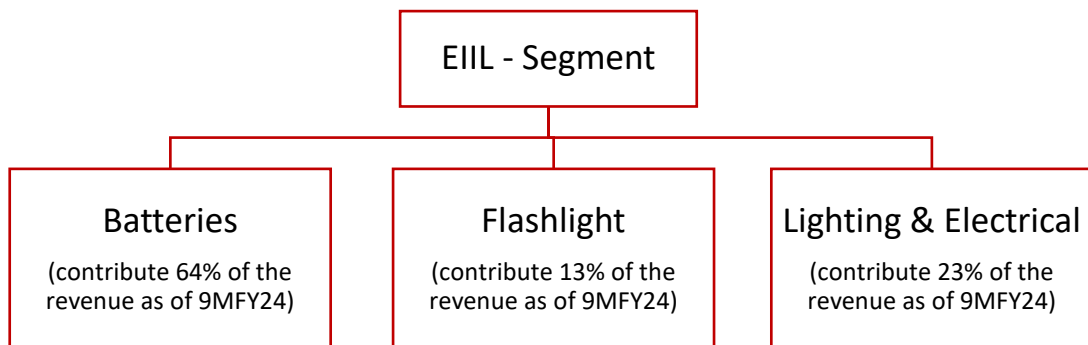 EIIL - Segment
Batteries
(contribute 64% of the
revenue as of 9MFY24)
Flashlight
(contribute 13% of the
revenue as of 9MFY24)
Lighting & Electrical
(contribute 23% of the
revenue as of 9MFY24)